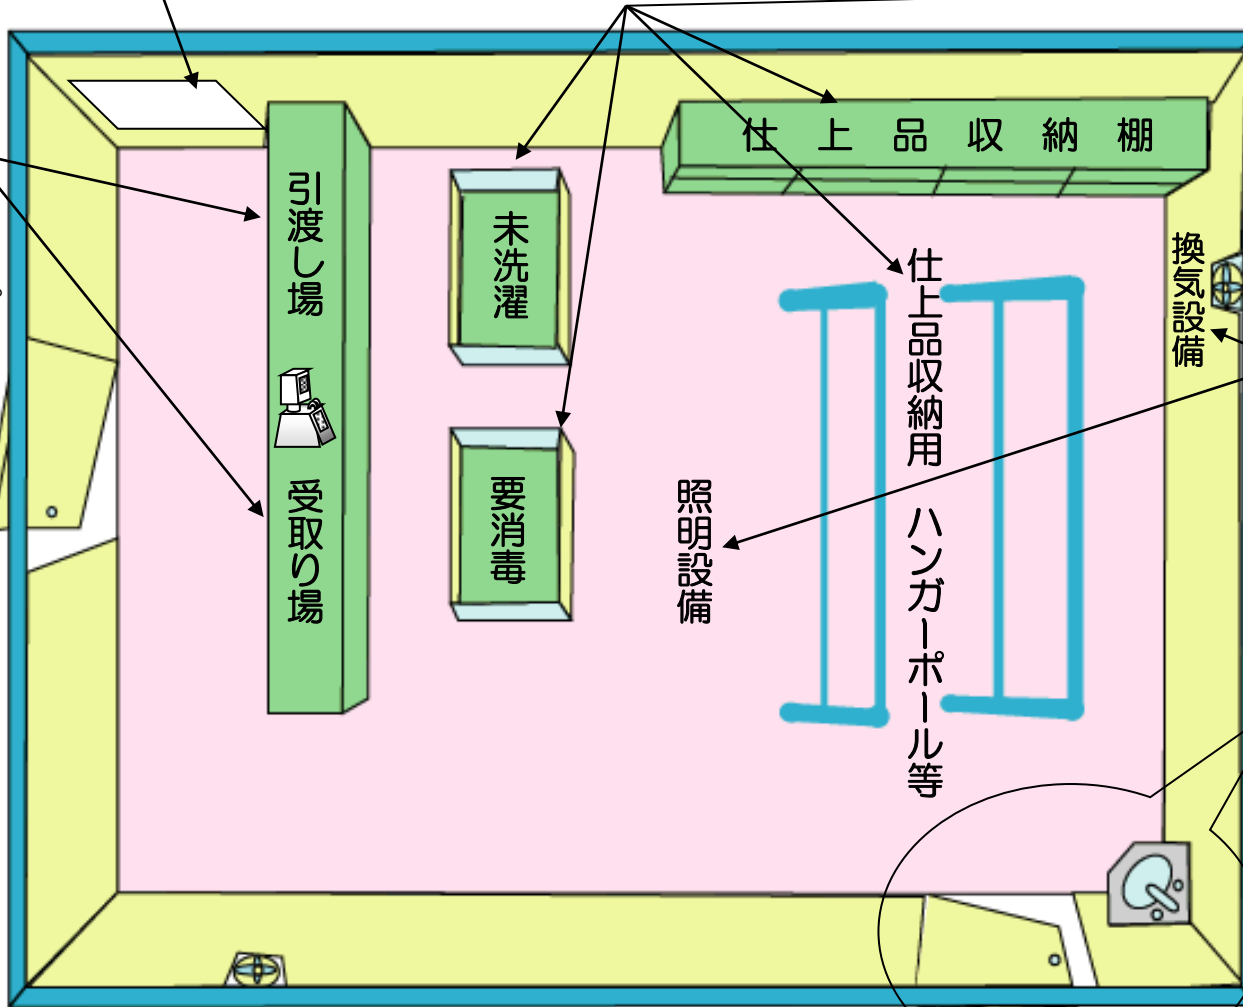 仕上品収納棚
引渡し場
受取り場
未洗濯
要消毒
照明設備
仕上品収納用 ハンガーポール等
換気設備